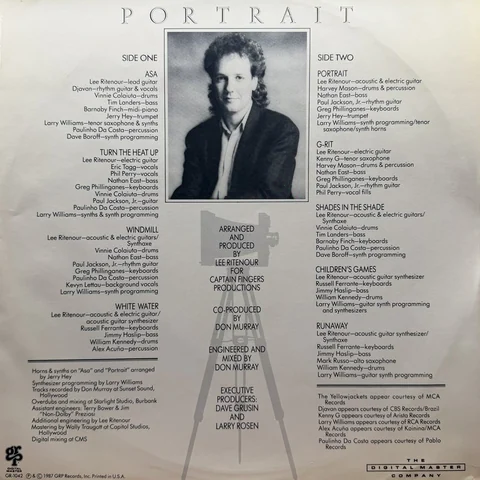 PORTRAIT
SIDE ONE
ASA
Lee Ritenour—lead guitar
Djavan—rhythm guitar & vocals
Vinnie Colaiuta—drums
Tim Landers—bass
Barnaby Finch—midi-piano
Jerry Hey—trumpet
Larry Williams—tenor saxophone & synths
Paulinho Da Costa—percussion
Dave Boroff—synth programming
TURN THE HEAT UP
Lee Ritenour—electric guitar
Eric Tagg—vocals
Phil Perry—vocals
Nathan East—bass
Greg Phillinganes—keyboards
Vinnie Colaiuta—drums
Paul Jackson, Jr.—guitar
Paulinho Da Costa—percussion
Larry Williams—synths & synth programming
WINDMILL
Lee Ritenour—acoustic & electric guitars/
Synthaxe
Vinnie Colaiuta—drums
Nathan East—bass
Paul Jackson, Jr.—rhythm guitar
Greg Phillinganes—keyboards
Paulinho Da Costa—percussion
Kevyn Lettau—background vocals
Larry Williams—synth programming
WHITE WATER
Lee Ritenour—acoustic & electric guitar/
acoustic guitar synthesizer
Russell Ferrante—keyboards
Jimmy Haslip—bass
William Kennedy—drums
Alex Acuña—percussion
Horns & synths on "Asa" and "Portrait" arranged
by Jerry Hey
Synthesizer programming by Larry Williams
Tracks recorded by Don Murray at Sunset Sound,
Hollywood
Overdubs and mixing at Starlight Studio, Burbank
Assistant engineers: Terry Bower & Jim
"Non-Dolby" Preziosi
Additional engineering by Lee Ritenour
Mastering by Wally Traugott at Capitol Studios,
Hollywood
Digital mixing at CMS
GRP
DIGITAL
MASTER
GR-1042 ℗ & © 1987 GRP Records, Inc. Printed in U.S.A.
ARRANGED
AND
PRODUCED
BY
LEE RITENOUR
FOR
CAPTAIN FINGERS
PRODUCTIONS
CO-PRODUCED
BY
DON MURRAY
ENGINEERED AND
MIXED BY
DON MURRAY
EXECUTIVE
PRODUCERS:
DAVE GRUSIN
AND
LARRY ROSEN
SIDE TWO
PORTRAIT
Lee Ritenour—acoustic & electric guitar
Harvey Mason—drums & percussion
Nathan East—bass
Paul Jackson, Jr.—rhythm guitar
Greg Phillinganes—keyboards
Jerry Hey—trumpet
Larry Williams—synth programming/tenor
saxophone/synth horns
G-RIT
Lee Ritenour—electric guitar
Kenny G—tenor saxophone
Harvey Mason—drums & percussion
Nathan East—bass
Greg Phillinganes—keyboards
Paul Jackson, Jr.—rhythm guitar
Phil Perry—vocal fills
SHADES IN THE SHADE
Lee Ritenour—acoustic & electric guitars/
Synthaxe
Vinnie Colaiuta—drums
Tim Landers—bass
Barnaby Finch—keyboards
Paulinho Da Costa—percussion
Dave Boroff—synth programming
CHILDREN'S GAMES
Lee Ritenour—acoustic guitar synthesizer
Russell Ferrante—keyboards
Jimmy Haslip—bass
William Kennedy—drums
Larry Williams—guitar synth programming
and synthesizers
RUNAWAY
Lee Ritenour—acoustic guitar synthesizer/
Synthaxe
Russell Ferrante—keyboards
Jimmy Haslip—bass
Mark Russo—alto saxophone
William Kennedy—drums
Larry Williams—guitar synth programming
The Yellowjackets appear courtesy of MCA
Records
Djavan appears courtesy of CBS Records/Brazil
Kenny G appears courtesy of Arista Records
Larry Williams appears courtesy of RCA Records
Alex Acuña appears courtesy of Koinina/MCA
Records
Paulinho Da Costa appears courtesy of Pablo
Records
THE
DIGITAL MASTER
COMPANY